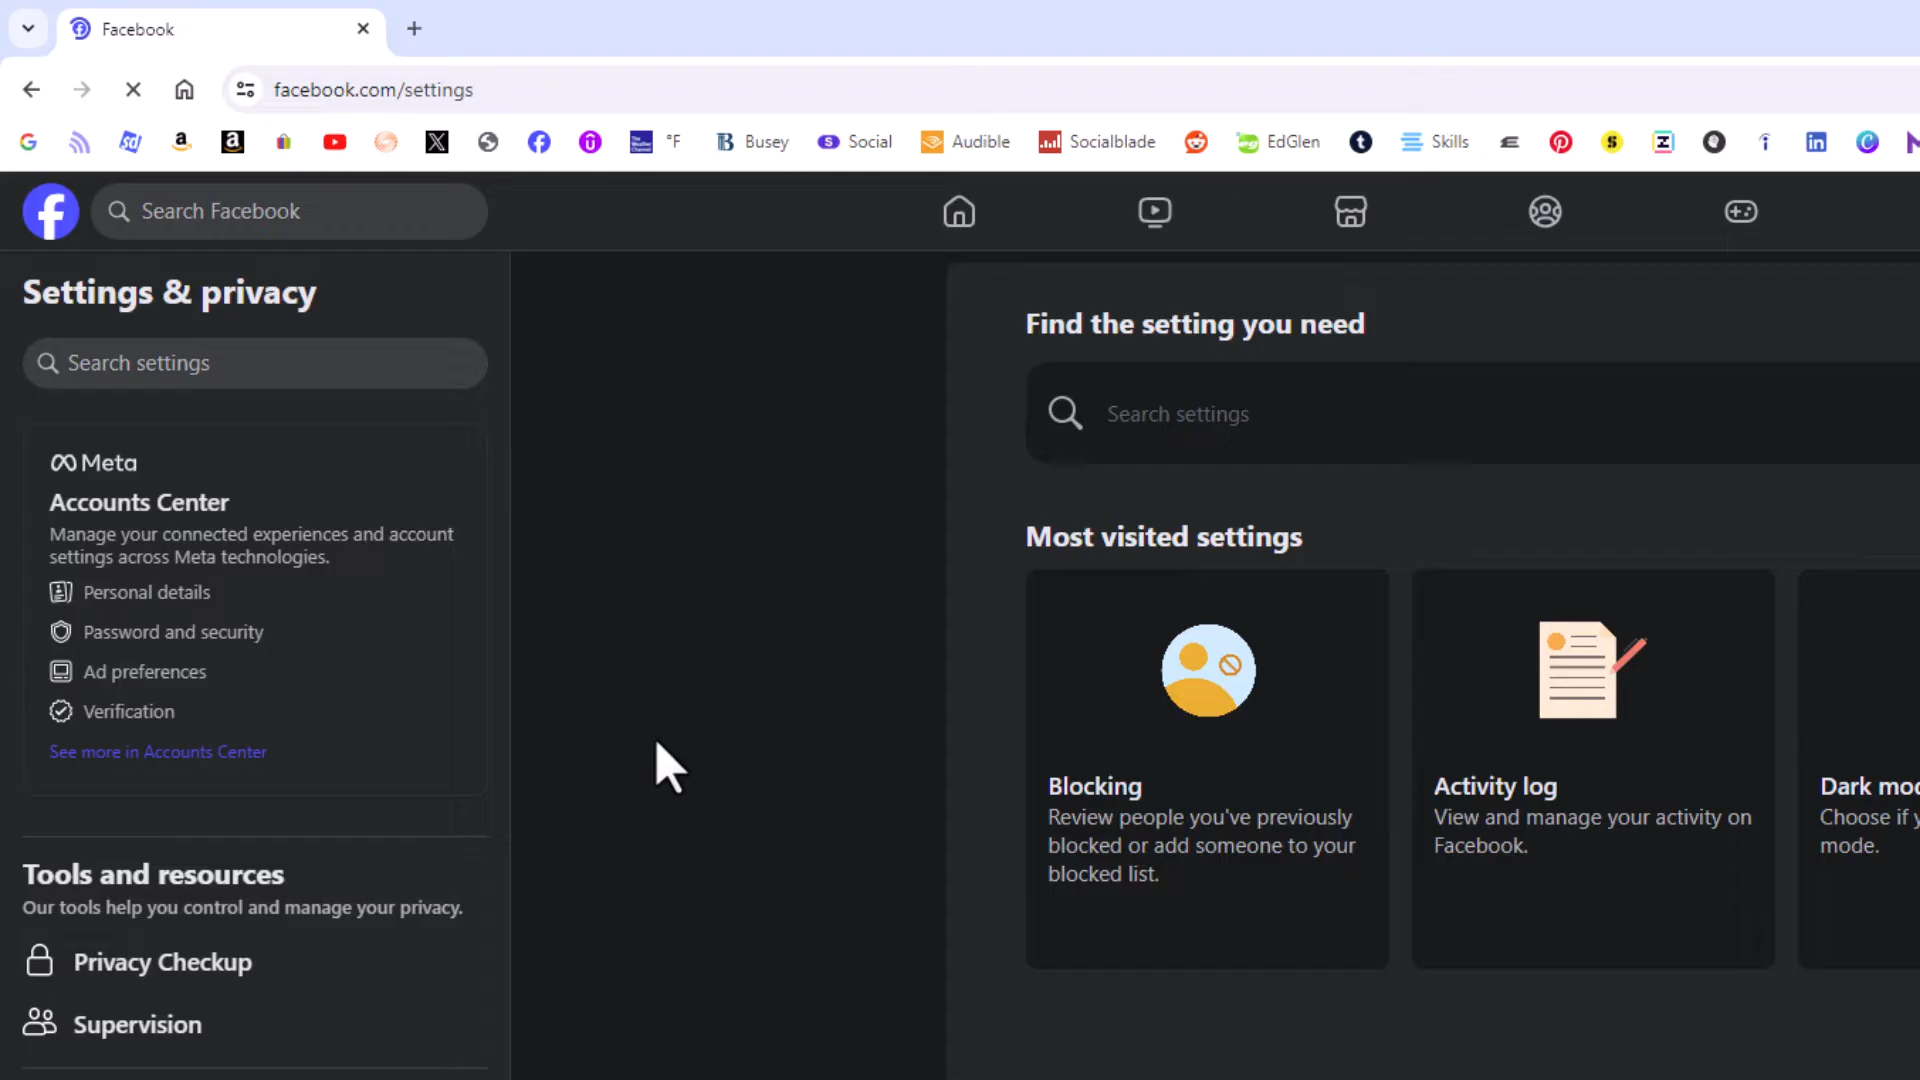 Facebook
facebook.com/settings
°F Busey Social Audible Socialblade EdGlen Skills
Search Facebook
Settings & privacy
Search settings
Meta
Accounts Center
Manage your connected experiences and account
settings across Meta technologies.
Personal details
Password and security
Ad preferences
Verification
See more in Accounts Center
Tools and resources
Our tools help you control and manage your privacy.
Privacy Checkup
Supervision
Find the setting you need
Search settings
Most visited settings
Blocking
Review people you've previously
blocked or add someone to your
blocked list.
Activity log
View and manage your activity on
Facebook.
Dark
Choose if
mode.